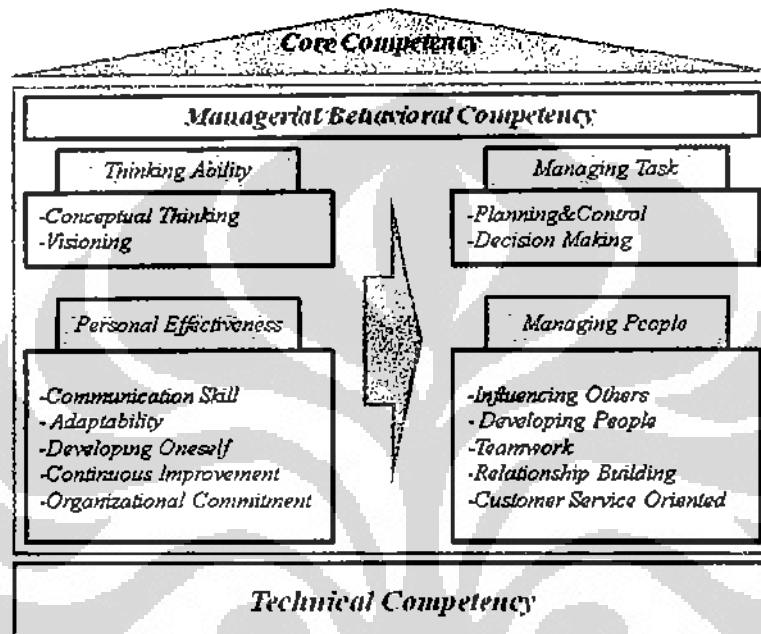 Core Competency
Managerial Behavioral Competency
Thinking Ability
-Conceptual Thinking
-Visioning
Managing Task
-Planning&Control
-Decision Making
Personal Effectiveness
-Communication Skill
-Adaptability
-Developing Oneself
-Continuous Improvement
-Organizational Commitment
Managing People
-Influencing Others
-Developing People
-Teamwork
-Relationship Building
-Customer Service Oriented
Technical Competency